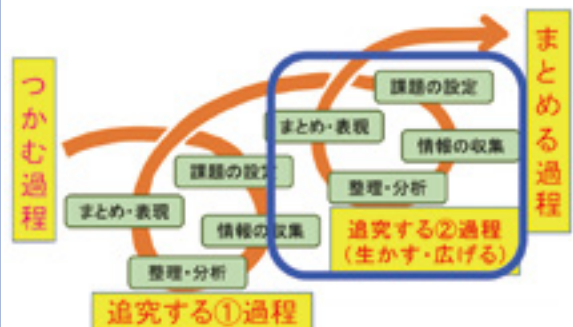 つかむ過程
課題の設定
まとめ・表現
情報の収集
整理・分析
追究する①過程
課題の設定
まとめ・表現
情報の収集
整理・分析
追究する②過程
(生かす・広げる)
まとめる過程